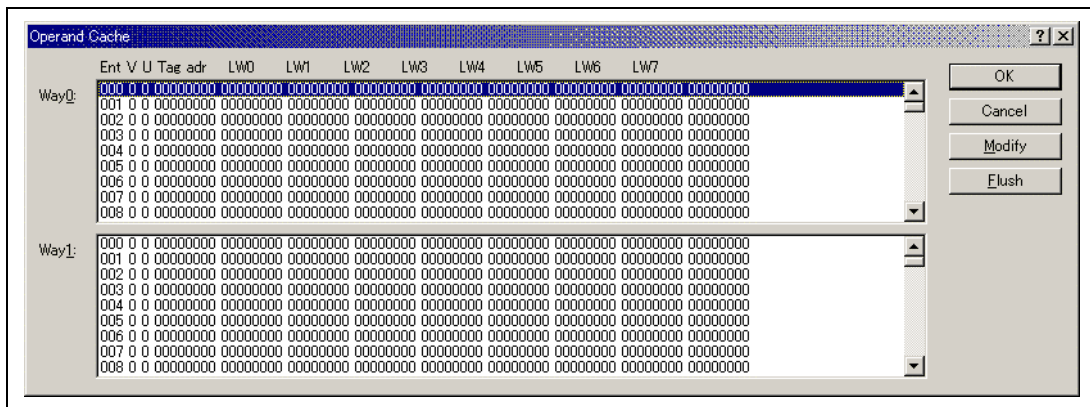 Operand Cache
Ent V U Tag adr LW0 LW1 LW2 LW3 LW4 LW5 LW6 LW7
Way0:
000 0 0 00000000 00000000 00000000 00000000 00000000 00000000 00000000 00000000 00000000
001 0 0 00000000 00000000 00000000 00000000 00000000 00000000 00000000 00000000 00000000
002 0 0 00000000 00000000 00000000 00000000 00000000 00000000 00000000 00000000 00000000
003 0 0 00000000 00000000 00000000 00000000 00000000 00000000 00000000 00000000 00000000
004 0 0 00000000 00000000 00000000 00000000 00000000 00000000 00000000 00000000 00000000
005 0 0 00000000 00000000 00000000 00000000 00000000 00000000 00000000 00000000 00000000
006 0 0 00000000 00000000 00000000 00000000 00000000 00000000 00000000 00000000 00000000
007 0 0 00000000 00000000 00000000 00000000 00000000 00000000 00000000 00000000 00000000
008 0 0 00000000 00000000 00000000 00000000 00000000 00000000 00000000 00000000 00000000
Way1:
000 0 0 00000000 00000000 00000000 00000000 00000000 00000000 00000000 00000000 00000000
001 0 0 00000000 00000000 00000000 00000000 00000000 00000000 00000000 00000000 00000000
002 0 0 00000000 00000000 00000000 00000000 00000000 00000000 00000000 00000000 00000000
003 0 0 00000000 00000000 00000000 00000000 00000000 00000000 00000000 00000000 00000000
004 0 0 00000000 00000000 00000000 00000000 00000000 00000000 00000000 00000000 00000000
005 0 0 00000000 00000000 00000000 00000000 00000000 00000000 00000000 00000000 00000000
006 0 0 00000000 00000000 00000000 00000000 00000000 00000000 00000000 00000000 00000000
007 0 0 00000000 00000000 00000000 00000000 00000000 00000000 00000000 00000000 00000000
008 0 0 00000000 00000000 00000000 00000000 00000000 00000000 00000000 00000000 00000000
OK
Cancel
Modify
Flush